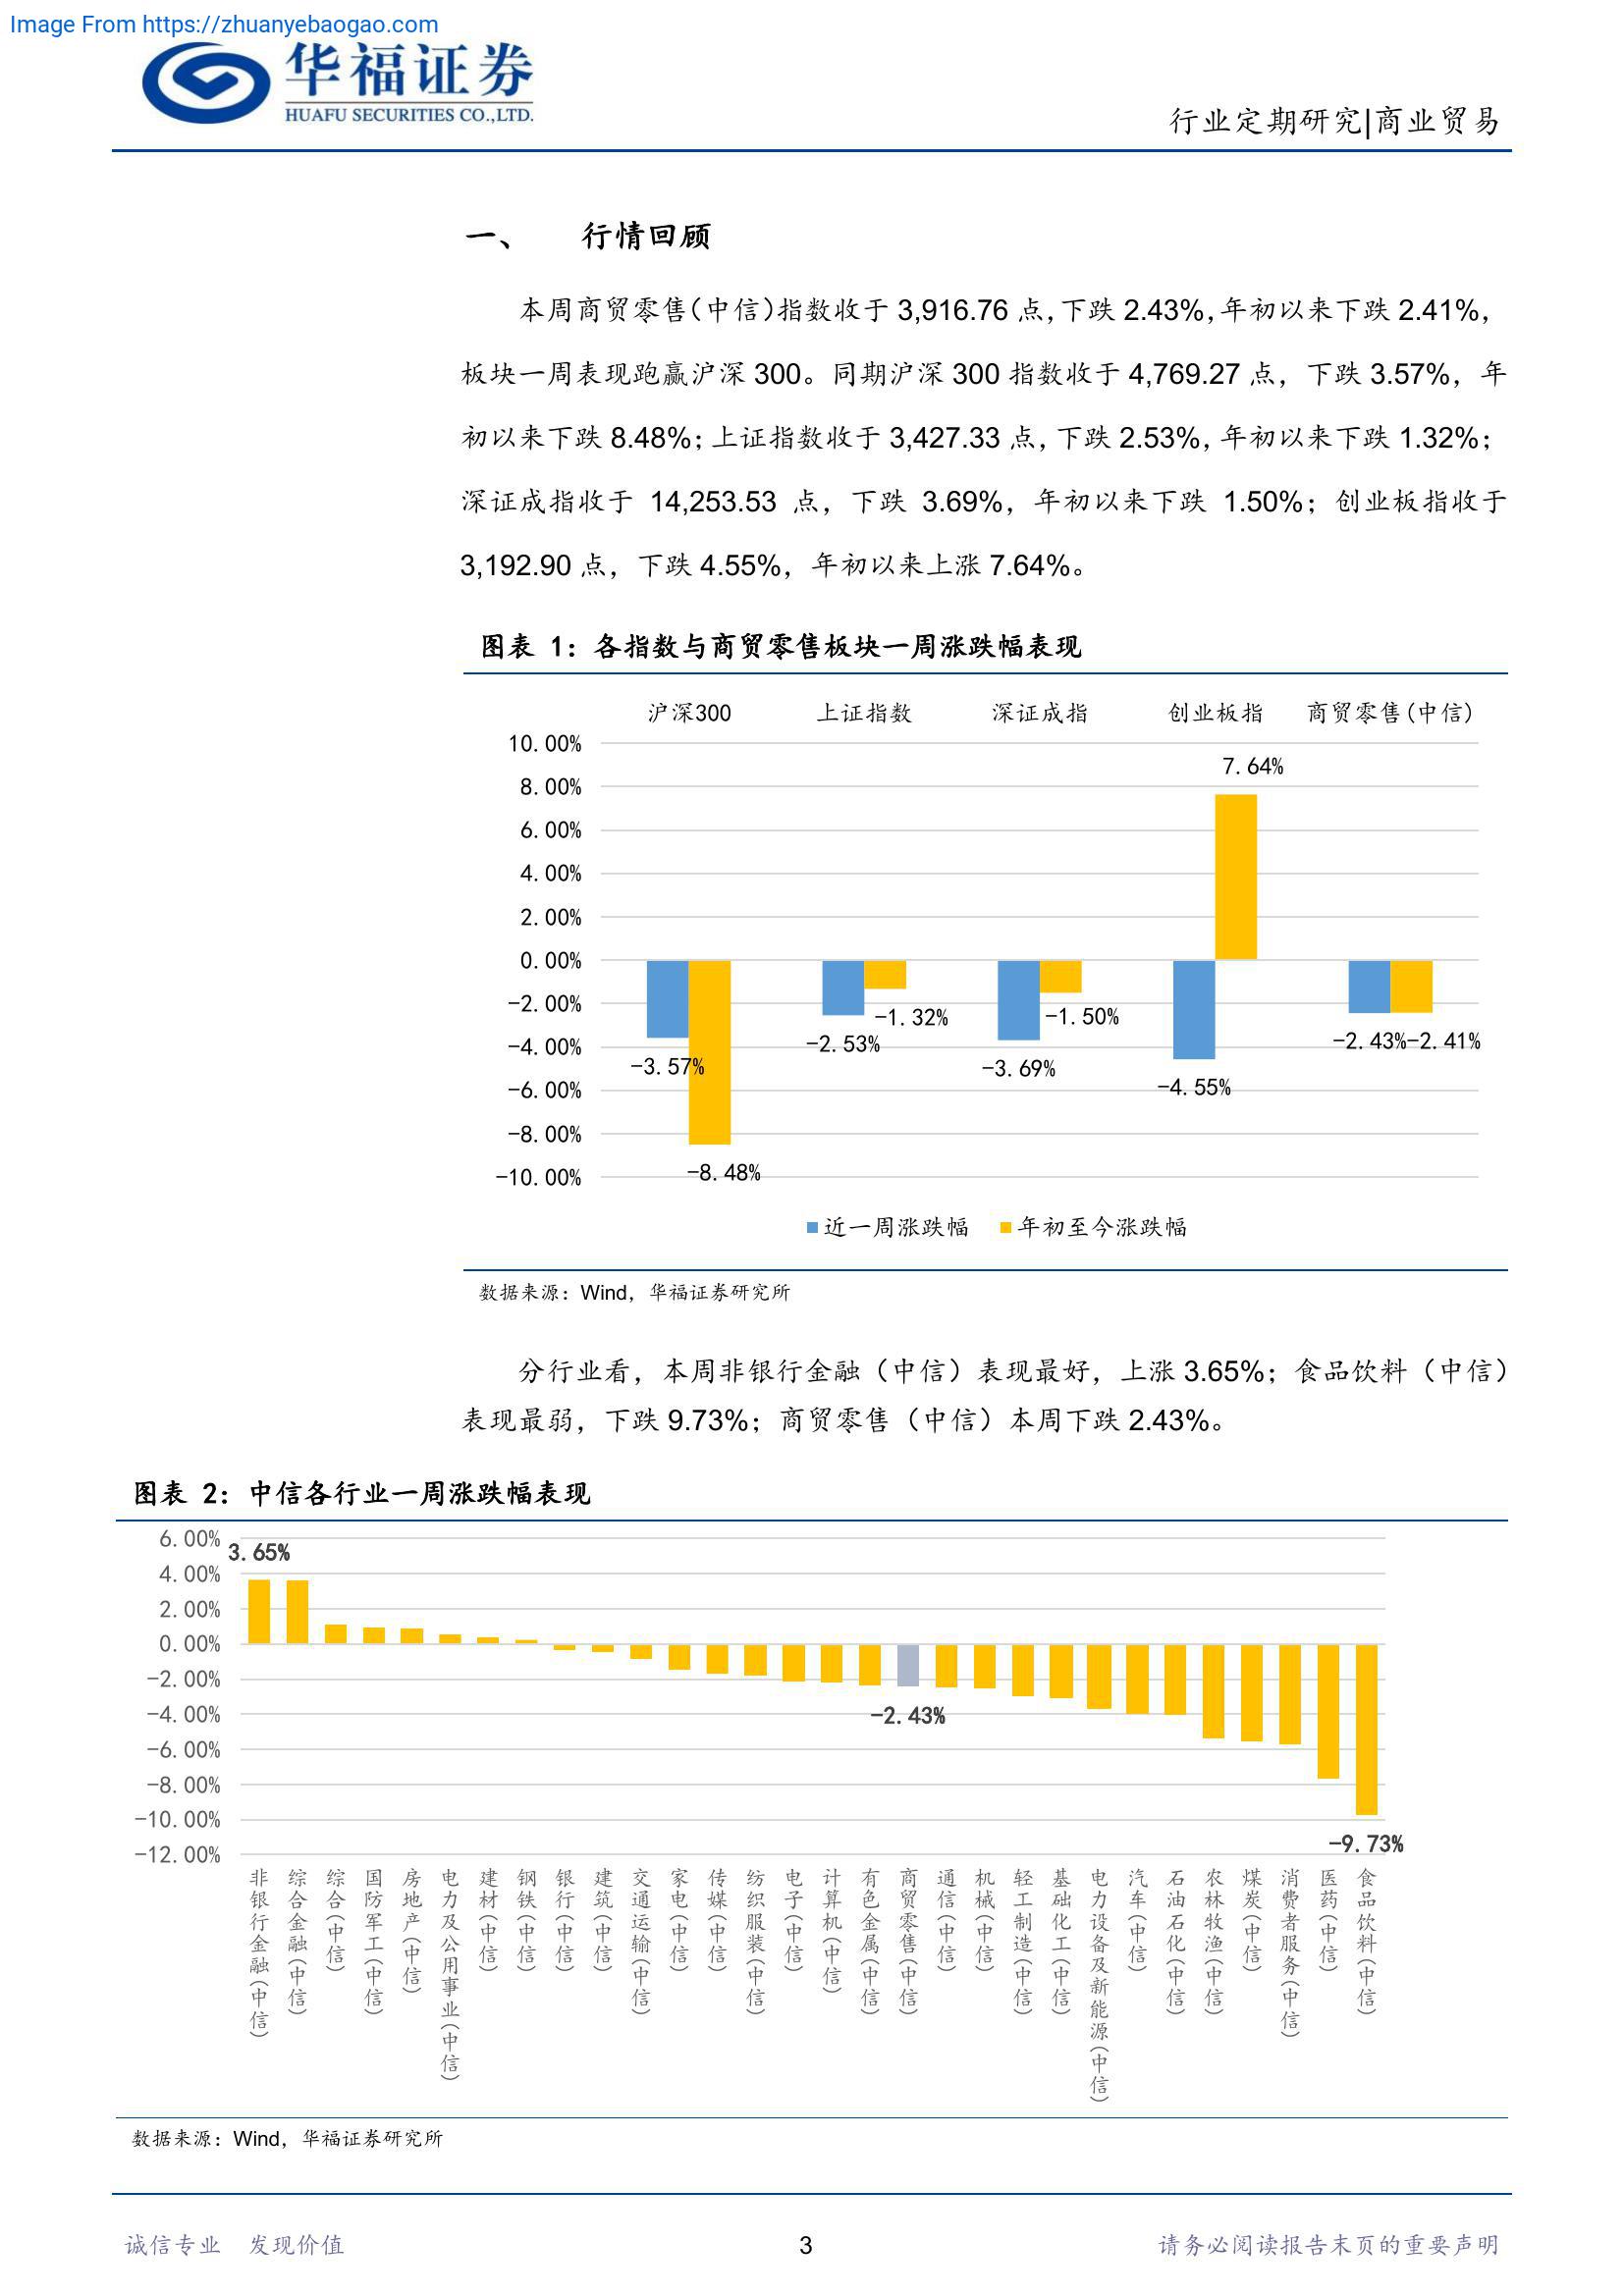 Image From https://zhuanyebaogao.com
华福证券
HUAFU SECURITIES CO.,LTD.
行业定期研究|商业贸易
一、 行情回顾
本周商贸零售(中信)指数收于 3,916.76 点,下跌 2.43%,年初以来下跌 2.41%,
板块一周表现跑赢沪深 300。同期沪深 300 指数收于 4,769.27 点，下跌 3.57%，年
初以来下跌 8.48%;上证指数收于 3,427.33 点,下跌 2.53%,年初以来下跌 1.32%;
深证成指收于 14,253.53 点，下跌 3.69%，年初以来下跌 1.50%；创业板指收于
3,192.90 点，下跌 4.55%，年初以来上涨 7.64%。
图表 1：各指数与商贸零售板块一周涨跌幅表现
沪深300 上证指数 深证成指 创业板指 商贸零售(中信)
10.00%
7.64%
8.00%
6.00%
4.00%
2.00%
0.00%
-2.00%
-1.32% -1.50%
-2.53% -2.43% -2.41%
-4.00%
-3.57% -3.69%
-4.55%
-6.00%
-8.00%
-8.48%
-10.00%
近一周涨跌幅 年初至今涨跌幅
数据来源：Wind，华福证券研究所
分行业看，本周非银行金融（中信）表现最好，上涨 3.65%；食品饮料（中信）
表现最弱，下跌 9.73%；商贸零售（中信）本周下跌 2.43%。
图表 2：中信各行业一周涨跌幅表现
6.00%
3.65%
4.00%
2.00%
0.00%
-2.00%
-2.43%
-4.00%
-6.00%
-8.00%
-10.00%
-9.73%
-12.00%
非银行金融(中信)
综合金融(中信)
综合(中信)
国防军工(中信)
房地产(中信)
电力及公用事业(中信)
建材(中信)
钢铁(中信)
银行(中信)
建筑(中信)
交通运输(中信)
家电(中信)
传媒(中信)
纺织服装(中信)
电子(中信)
计算机(中信)
有色金属(中信)
商贸零售(中信)
通信(中信)
机械(中信)
轻工制造(中信)
基础化工(中信)
电力设备及新能源(中信)
汽车(中信)
石油石化(中信)
农林牧渔(中信)
煤炭(中信)
消费者服务(中信)
医药(中信)
食品饮料(中信)
数据来源：Wind，华福证券研究所
诚信专业 发现价值 3 请务必阅读报告末页的重要声明